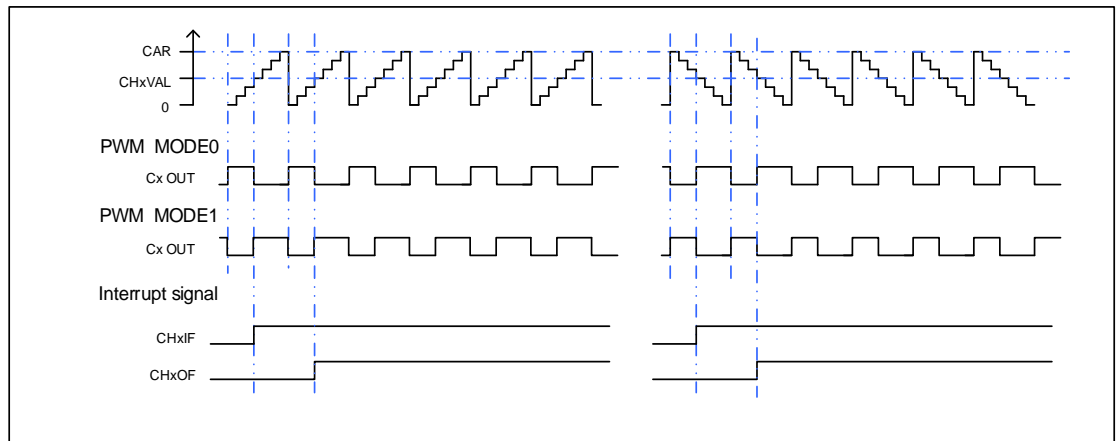 CAR
CHxVAL
0
PWM MODE0
Cx OUT
PWM MODE1
Cx OUT
Interrupt signal
CHxIF
CHxOF